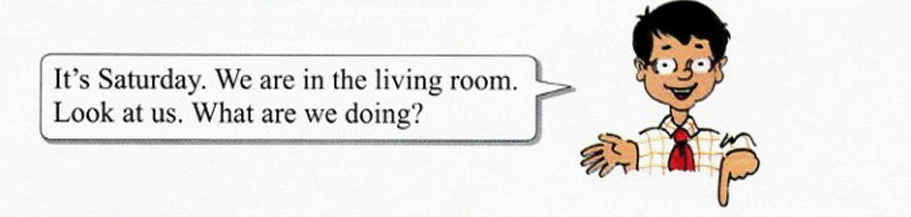 It's Saturday. We are in the living room.
Look at us. What are we doing?